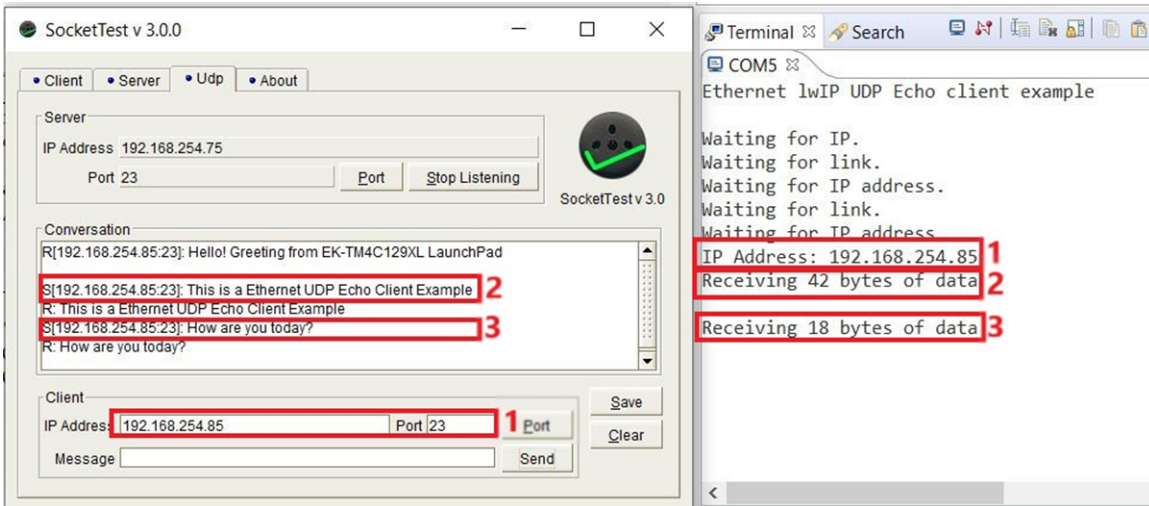 SocketTest v 3.0.0
Client
Server
Udp
About
Server
IP Address 192.168.254.75
Port 23
Port
Stop Listening
SocketTest v 3.0
Conversation
R[192.168.254.85:23]: Hello! Greeting from EK-TM4C129XL LaunchPad
S[192.168.254.85:23]: This is a Ethernet UDP Echo Client Example 2
R: This is a Ethernet UDP Echo Client Example
S[192.168.254.85:23]: How are you today? 3
R: How are you today?
Client
IP Address 192.168.254.85 Port 23 1 Port
Message
Send
Save
Clear
Terminal
Search
COM5
Ethernet lwIP UDP Echo client example
Waiting for IP.
Waiting for link.
Waiting for IP address.
Waiting for link.
Waiting for IP address
IP Address: 192.168.254.85 1
Receiving 42 bytes of data 2
Receiving 18 bytes of data 3